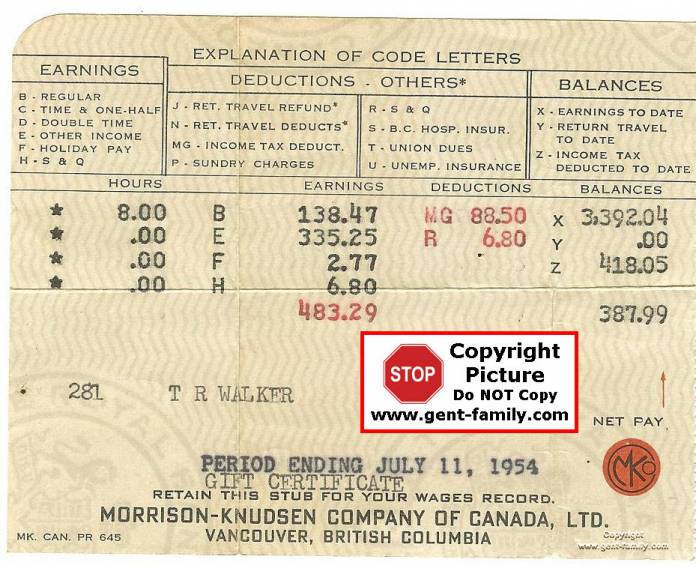 EXPLANATION OF CODE LETTERS
EARNINGS
DEDUCTIONS - OTHERS*
BALANCES
B - REGULAR
C - TIME & ONE-HALF
D - DOUBLE TIME
E - OTHER INCOME
F - HOLIDAY PAY
H - S & Q
J - RET. TRAVEL REFUND*
N - RET. TRAVEL DEDUCTS*
MG - INCOME TAX DEDUCT.
P - SUNDRY CHARGES
R - S & Q
S - B.C. HOSP. INSUR.
T - UNION DUES
U - UNEMP. INSURANCE
X - EARNINGS TO DATE
Y - RETURN TRAVEL
TO DATE
Z - INCOME TAX
DEDUCTED TO DATE
HOURS EARNINGS DEDUCTIONS BALANCES
* 8.00 B 138.47 MG 88.50 X 3,392.04
* .00 E 335.25 R 6.80 Y .00
* .00 F 2.77 Z 418.05
* .00 H 6.80
483.29 387.99
STOP
Copyright
Picture
Do NOT Copy
www.gent-family.com
281 T R WALKER
NET PAY
PERIOD ENDING JULY 11, 1954
GIFT CERTIFICATE
MKCo
RETAIN THIS STUB FOR YOUR WAGES RECORD.
MORRISON-KNUDSEN COMPANY OF CANADA, LTD.
MK. CAN. PR 645
VANCOUVER, BRITISH COLUMBIA
Copyright
www.gent-family.com